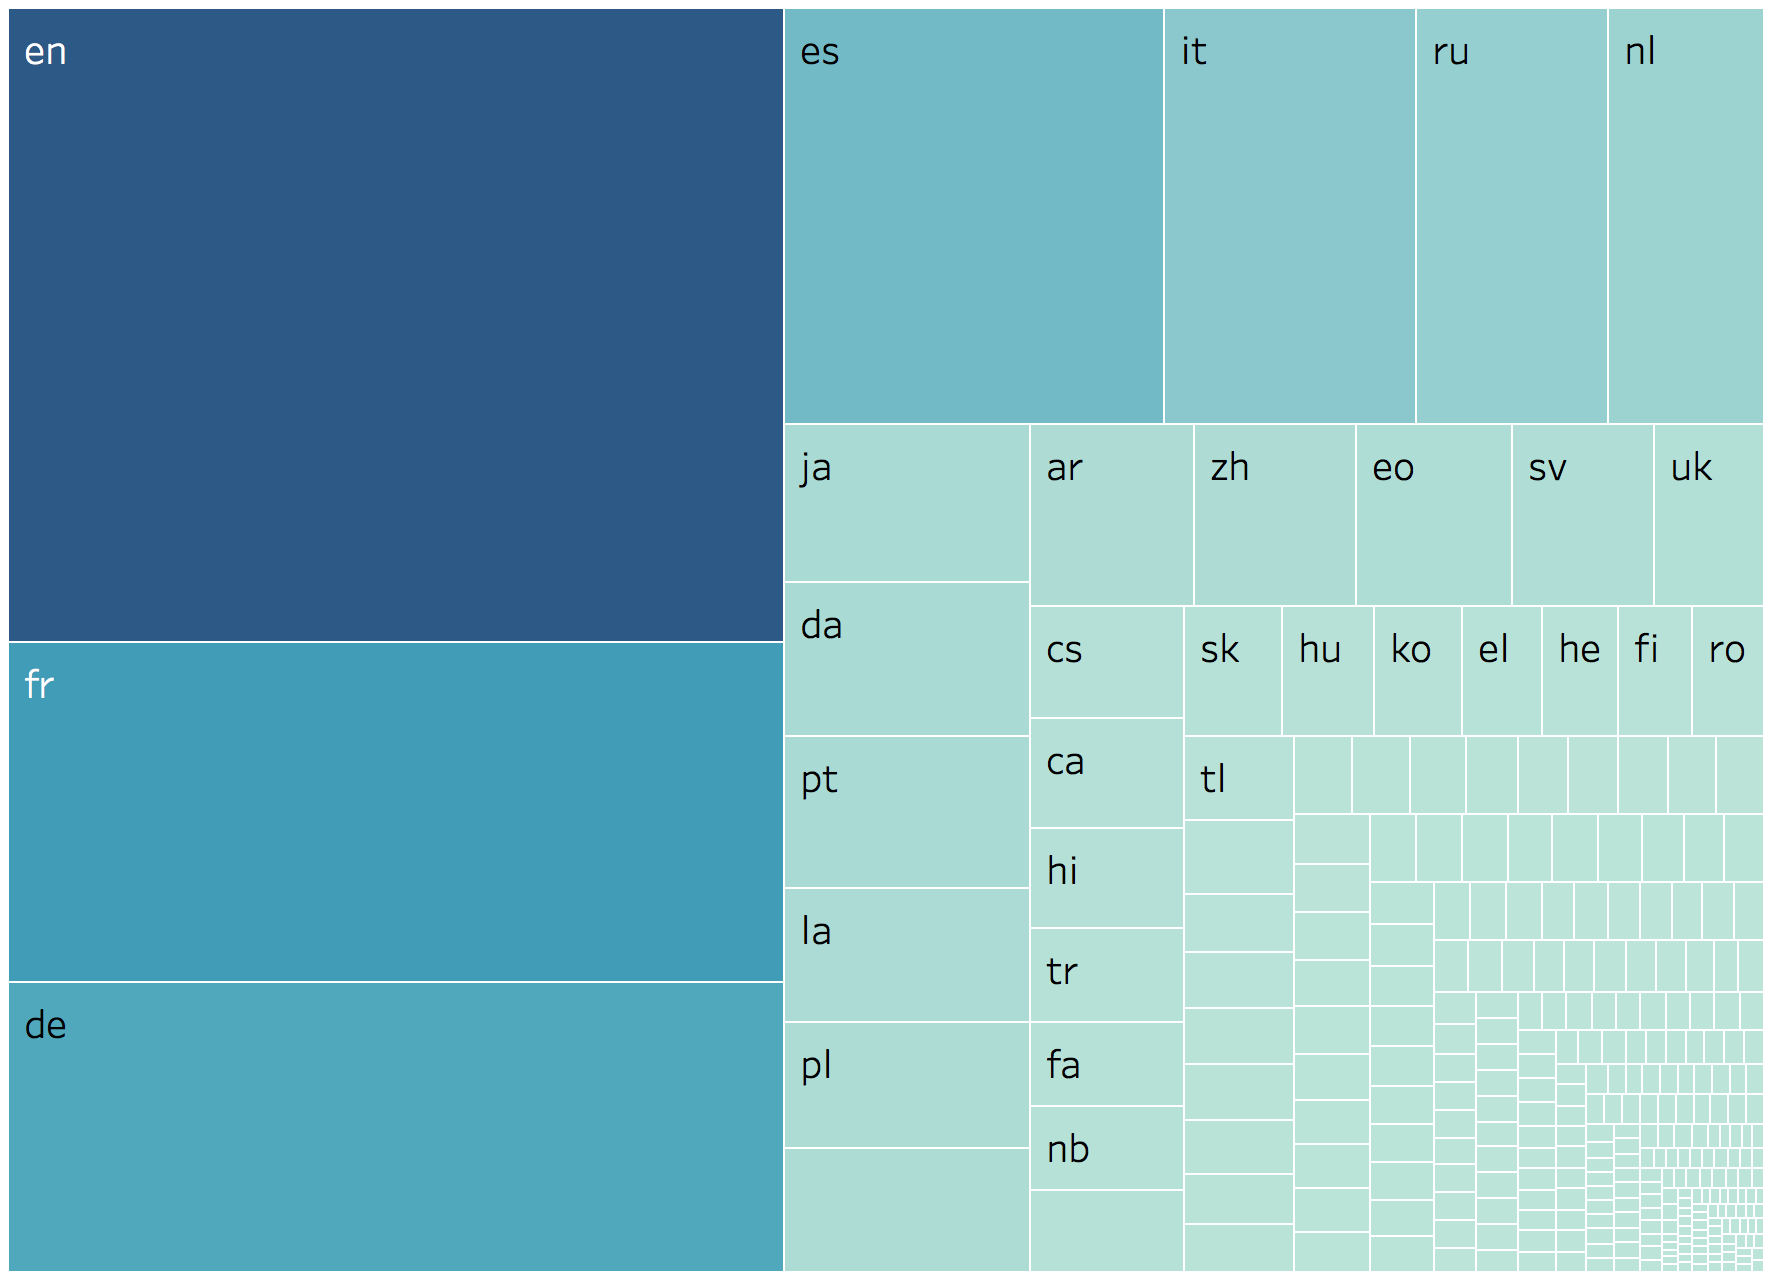 en
fr
de
es
it
ru
nl
ja
da
pt
la
pl
ar
zh
eo
sv
uk
cs
ca
hi
tr
fa
nb
sk
hu
ko
el
he
fi
ro
tl